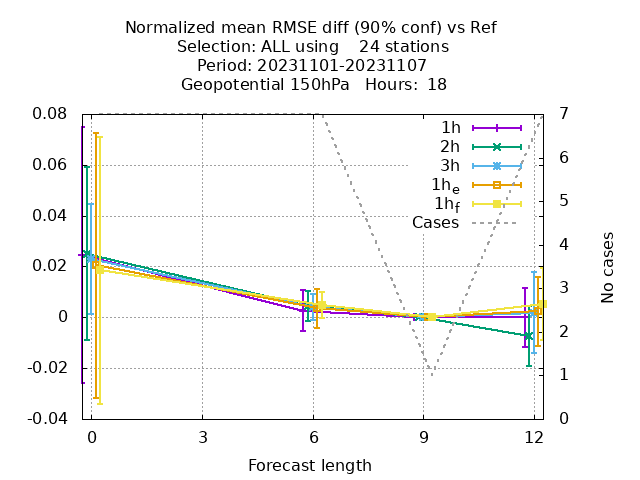 Normalized mean RMSE diff (90% conf) vs Ref
Selection: ALL using    24 stations
Period: 20231101-20231107
Geopotential 150hPa   Hours:  18
0.08
0.06
0.04
0.02
0
-0.02
-0.04
7
6
5
4
3
2
1
0
1h
2h
3h
1h_e
1h_f
Cases
No cases
0
3
6
9
12
Forecast length